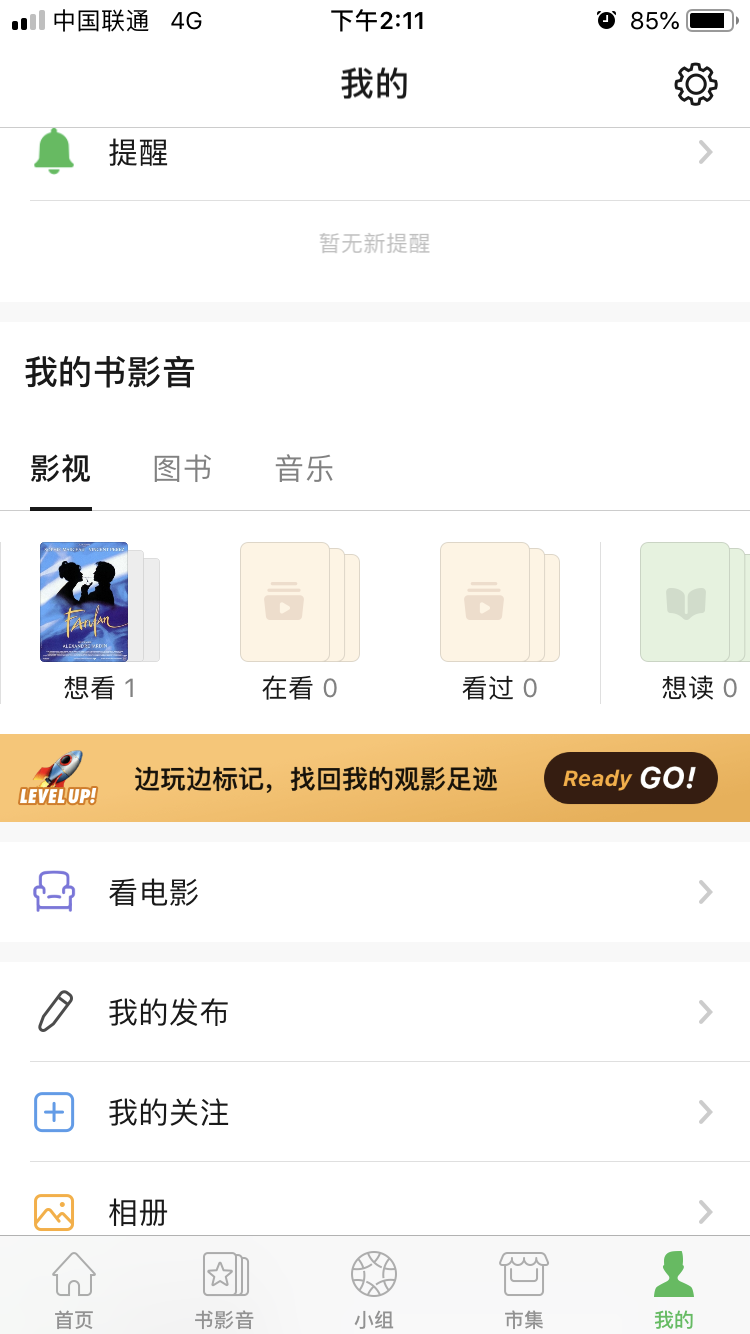 中国联通 4G 下午2:11 85%
我的
提醒
暂无新提醒
我的书影音
影视 图书 音乐
Fanfan
ALEXANDRE JARDIN
想看 1 在看 0 看过 0 想读 0
LEVEL UP! 边玩边标记，找回我的观影足迹 Ready GO!
看电影
我的发布
我的关注
相册
首页 书影音 小组 市集 我的